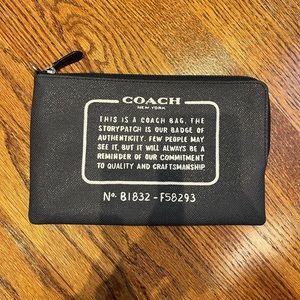 COACH
NEW YORK
THIS IS A COACH BAG. THE
STORYPATCH IS OUR BADGE OF
AUTHENTICITY. FEW PEOPLE MAY
SEE IT, BUT IT WILL ALWAYS BE A
REMINDER OF OUR COMMITMENT
TO QUALITY AND CRAFTSMANSHIP.
No. B1832-F58293